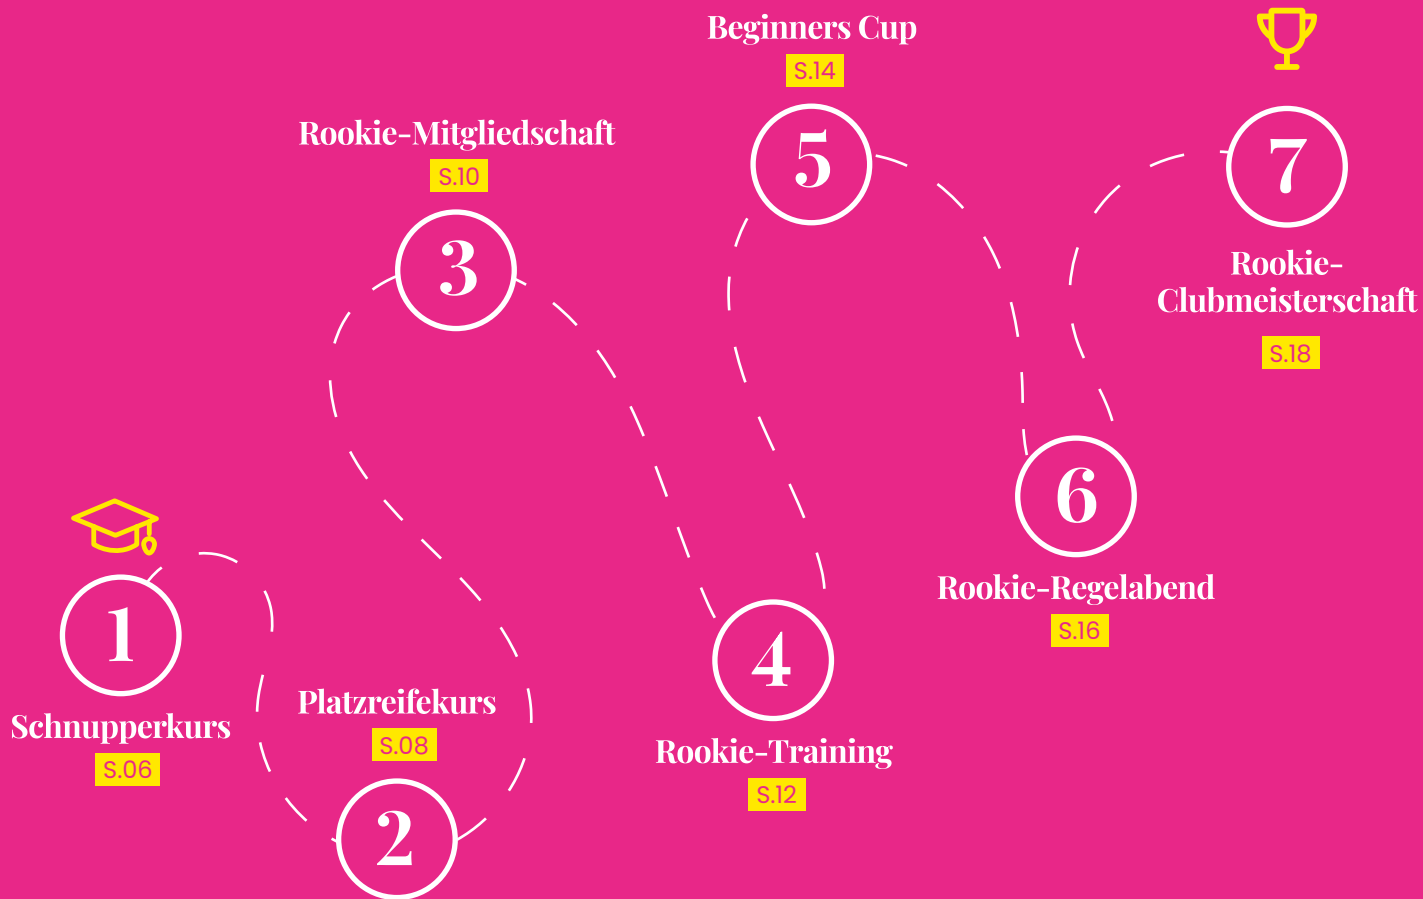 1
Schnupperkurs
S.06
Platzreifekurs
S.08
2
Rookie-Mitgliedschaft
S.10
3
4
Rookie-Training
S.12
Beginners Cup
S.14
5
6
Rookie-Regelabend
S.16
7
Rookie-
Clubmeisterschaft
S.18